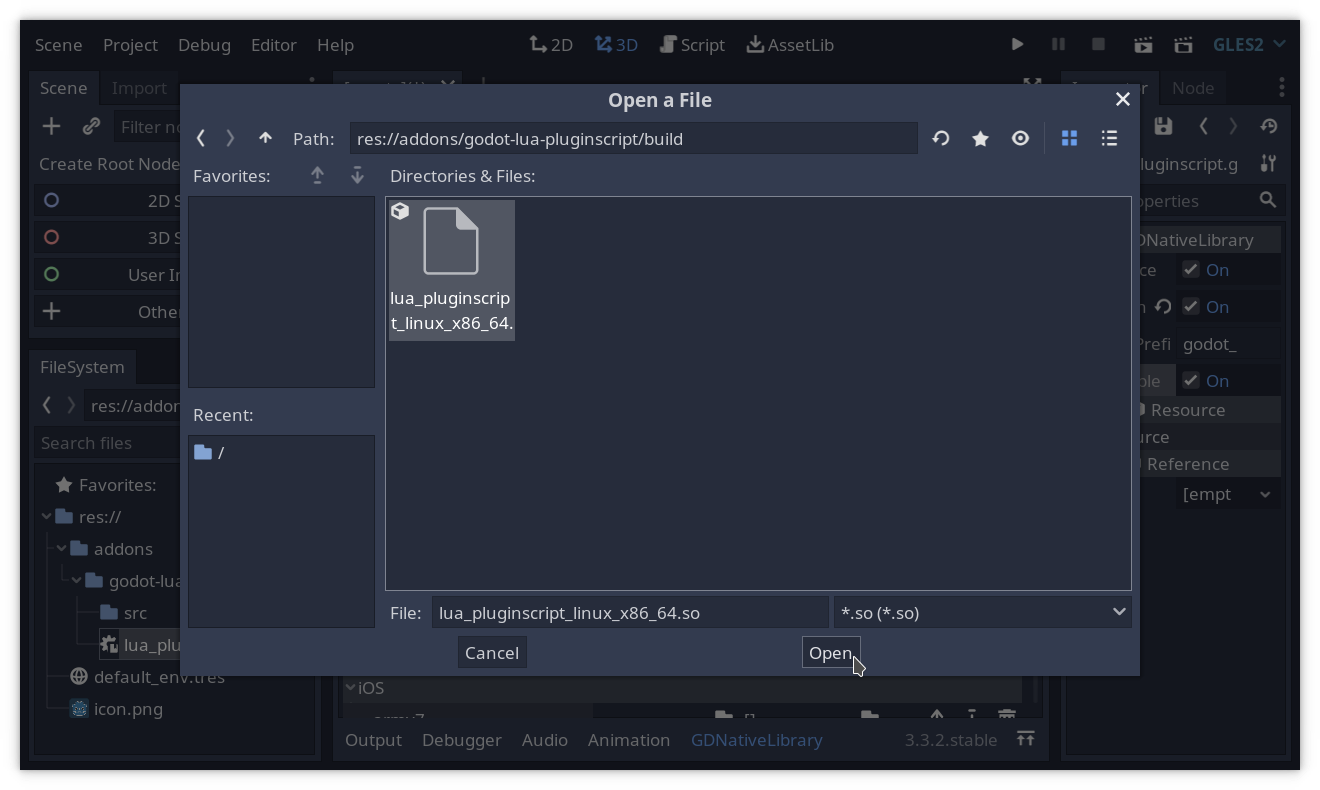 Scene Project Debug Editor Help 2D 3D Script AssetLib GLES2
Scene Import Node
Open a File
Filter no
Path: res://addons/godot-lua-pluginscript/build
Create Root Node
luginscript.g
Favorites: Directories & Files:
2D S
operties
3D S
DNativeLibrary
User In
ce On
Other
On
lua_pluginscrip
t_linux_x86_64.
Prefi godot_
FileSystem
ble On
res://addon
Recent:
Resource
Search files
/
urce
Reference
Favorites:
[empt
res://
addons
godot-lua
src
File: lua_pluginscript_linux_x86_64.so *.so (*.so)
lua_plu
Cancel Open
default_env.tres
iOS
icon.png
Output Debugger Audio Animation GDNativeLibrary 3.3.2.stable